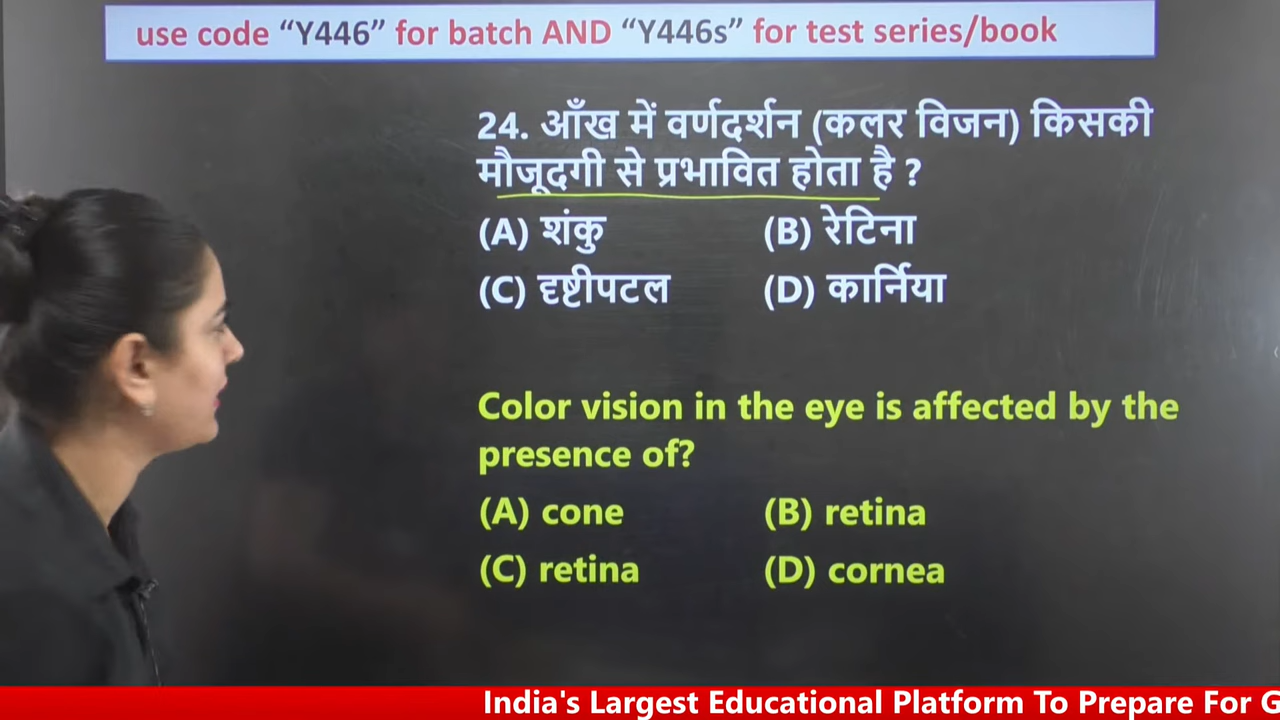 use code “Y446” for batch AND “Y446s” for test series/book
24. आँख में वर्णदर्शन (कलर विजन) किसकी
मौजूदगी से प्रभावित होता है ?
(A) शंकु (B) रेटिना
(C) दृष्टीपटल (D) कार्निया
Color vision in the eye is affected by the
presence of?
(A) cone (B) retina
(C) retina (D) cornea
India's Largest Educational Platform To Prepare For G